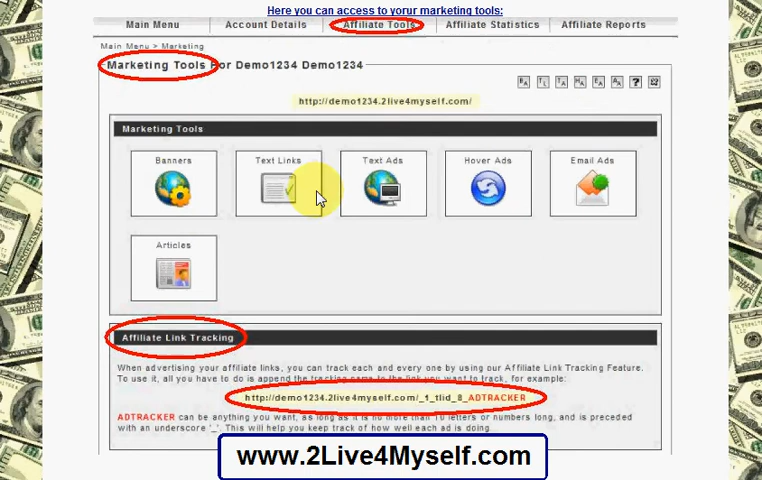 Here you can access to yorur marketing tools:
Main Menu Account Details Affiliate Tools Affiliate Statistics Affiliate Reports
Main Menu > Marketing
Marketing Tools For Demo1234 Demo1234
BA TL TA HA EA AA ?
http://demo1234.2live4myself.com/
Marketing Tools
Banners Text Links Text Ads Hover Ads Email Ads
Articles
Affiliate Link Tracking
When advertising your affiliate links, you can track each and every one by using our Affiliate Link Tracking Feature.
To use it, all you have to do is append the tracking name to the link you want to track, for example:
http://demo1234.2live4myself.com/_1_tlid_8_ADTRACKER
ADTRACKER can be anything you want, as long as it is no more than 10 letters or numbers long, and is preceded
with an underscore '_'. This will help you keep track of how well each ad is doing.
www.2Live4Myself.com